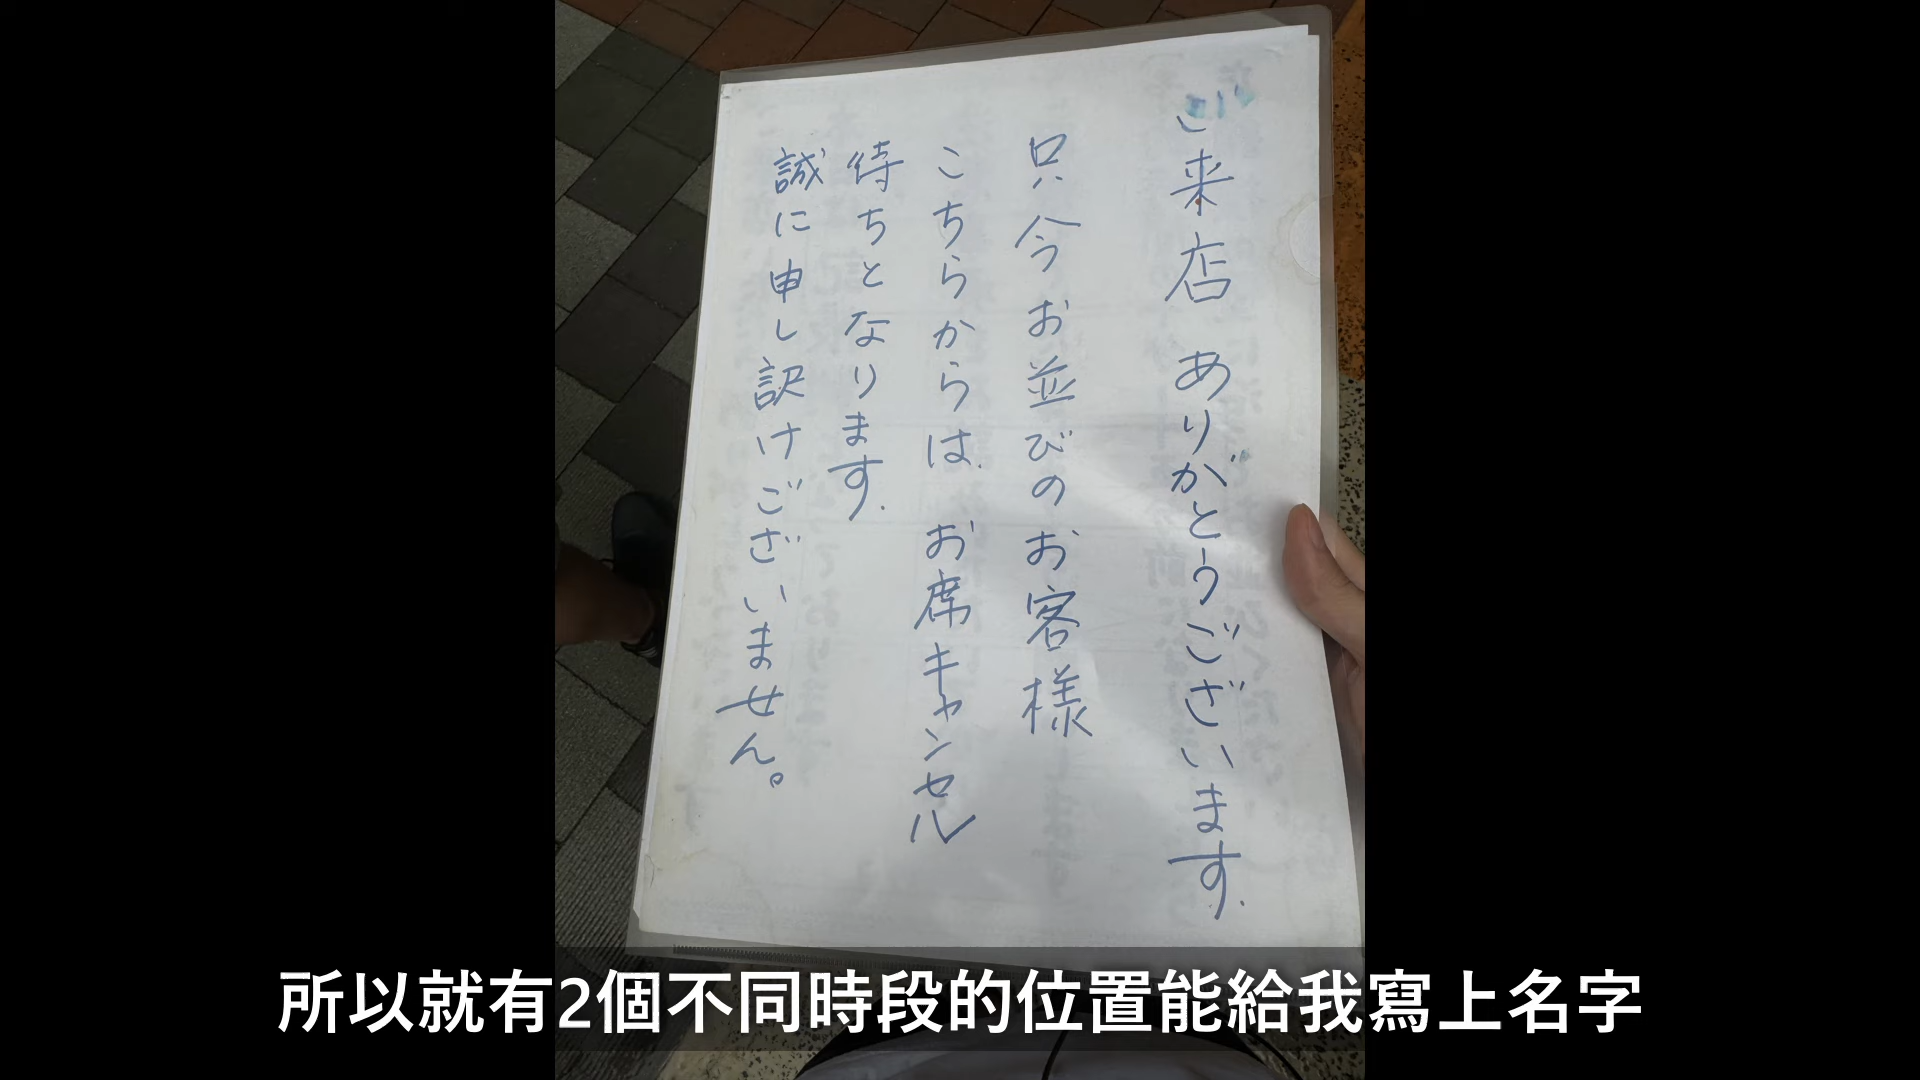 ご来店 ありがとうございます.
只今お並びのお客様
こちらからは、お席キャンセル
待ちとなります.
誠に申し訳けございません。
所以就有2個不同時段的位置能給我寫上名字